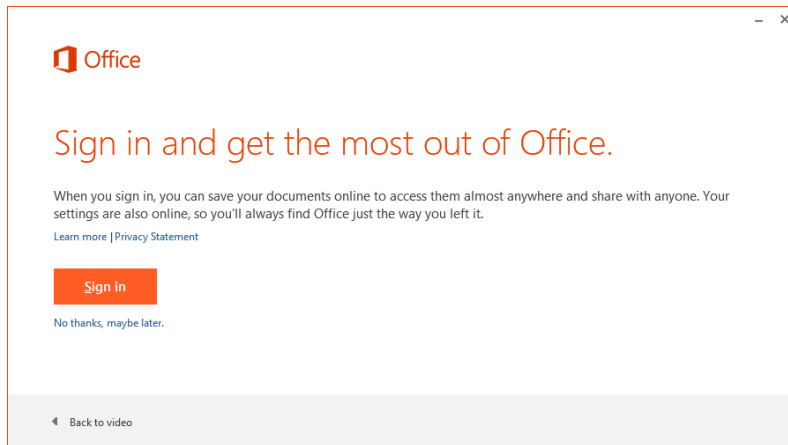 Office
Sign in and get the most out of Office.
When you sign in, you can save your documents online to access them almost anywhere and share with anyone. Your
settings are also online, so you'll always find Office just the way you left it.
Learn more | Privacy Statement
Sign in
No thanks, maybe later.
Back to video